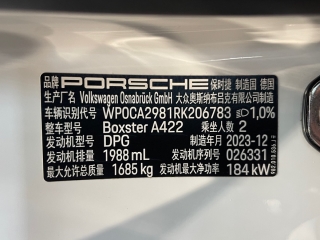 品牌 PORSCHE 保时捷 制造国 德国
生产厂名 Volkswagen Osnabrück GmbH 大众奥斯纳布吕克有限公司
车辆识别代号 WP0CA2981RK206783 1,0%
整车型号 Boxster A422 乘坐人数 2
发动机型号 DPG 制造年月 2023-12
发动机排量 1988 mL 发动机序列号 026331
最大允许总质量 1685 kg 发动机最大净功率 184 kW